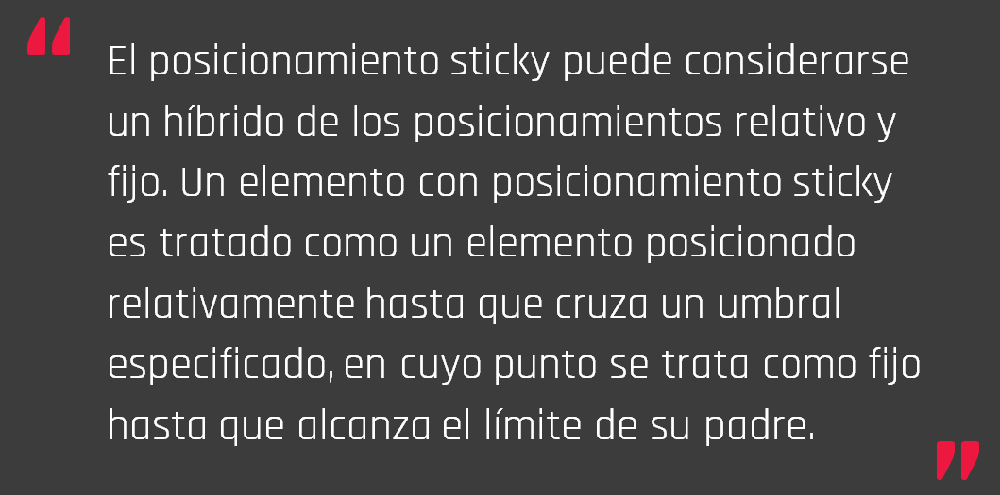 “
El posicionamiento sticky puede considerarse
un híbrido de los posicionamientos relativo y
fijo. Un elemento con posicionamiento sticky
es tratado como un elemento posicionado
relativamente hasta que cruza un umbral
especificado, en cuyo punto se trata como fijo
hasta que alcanza el límite de su padre.
”